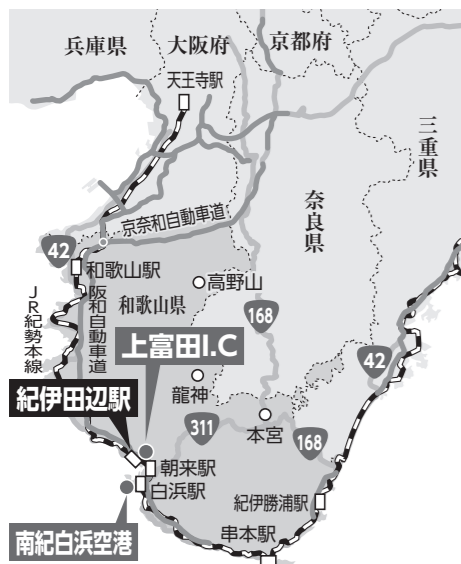 兵庫県
大阪府
京都府
天王寺駅
三重県
奈良県
京奈和自動車道
42
和歌山駅
高野山
JR紀勢本線
阪和自動車道
和歌山県
168
上富田I.C
42
龍神
紀伊田辺駅
311
本宮
168
朝来駅
白浜駅
紀伊勝浦駅
南紀白浜空港
串本駅